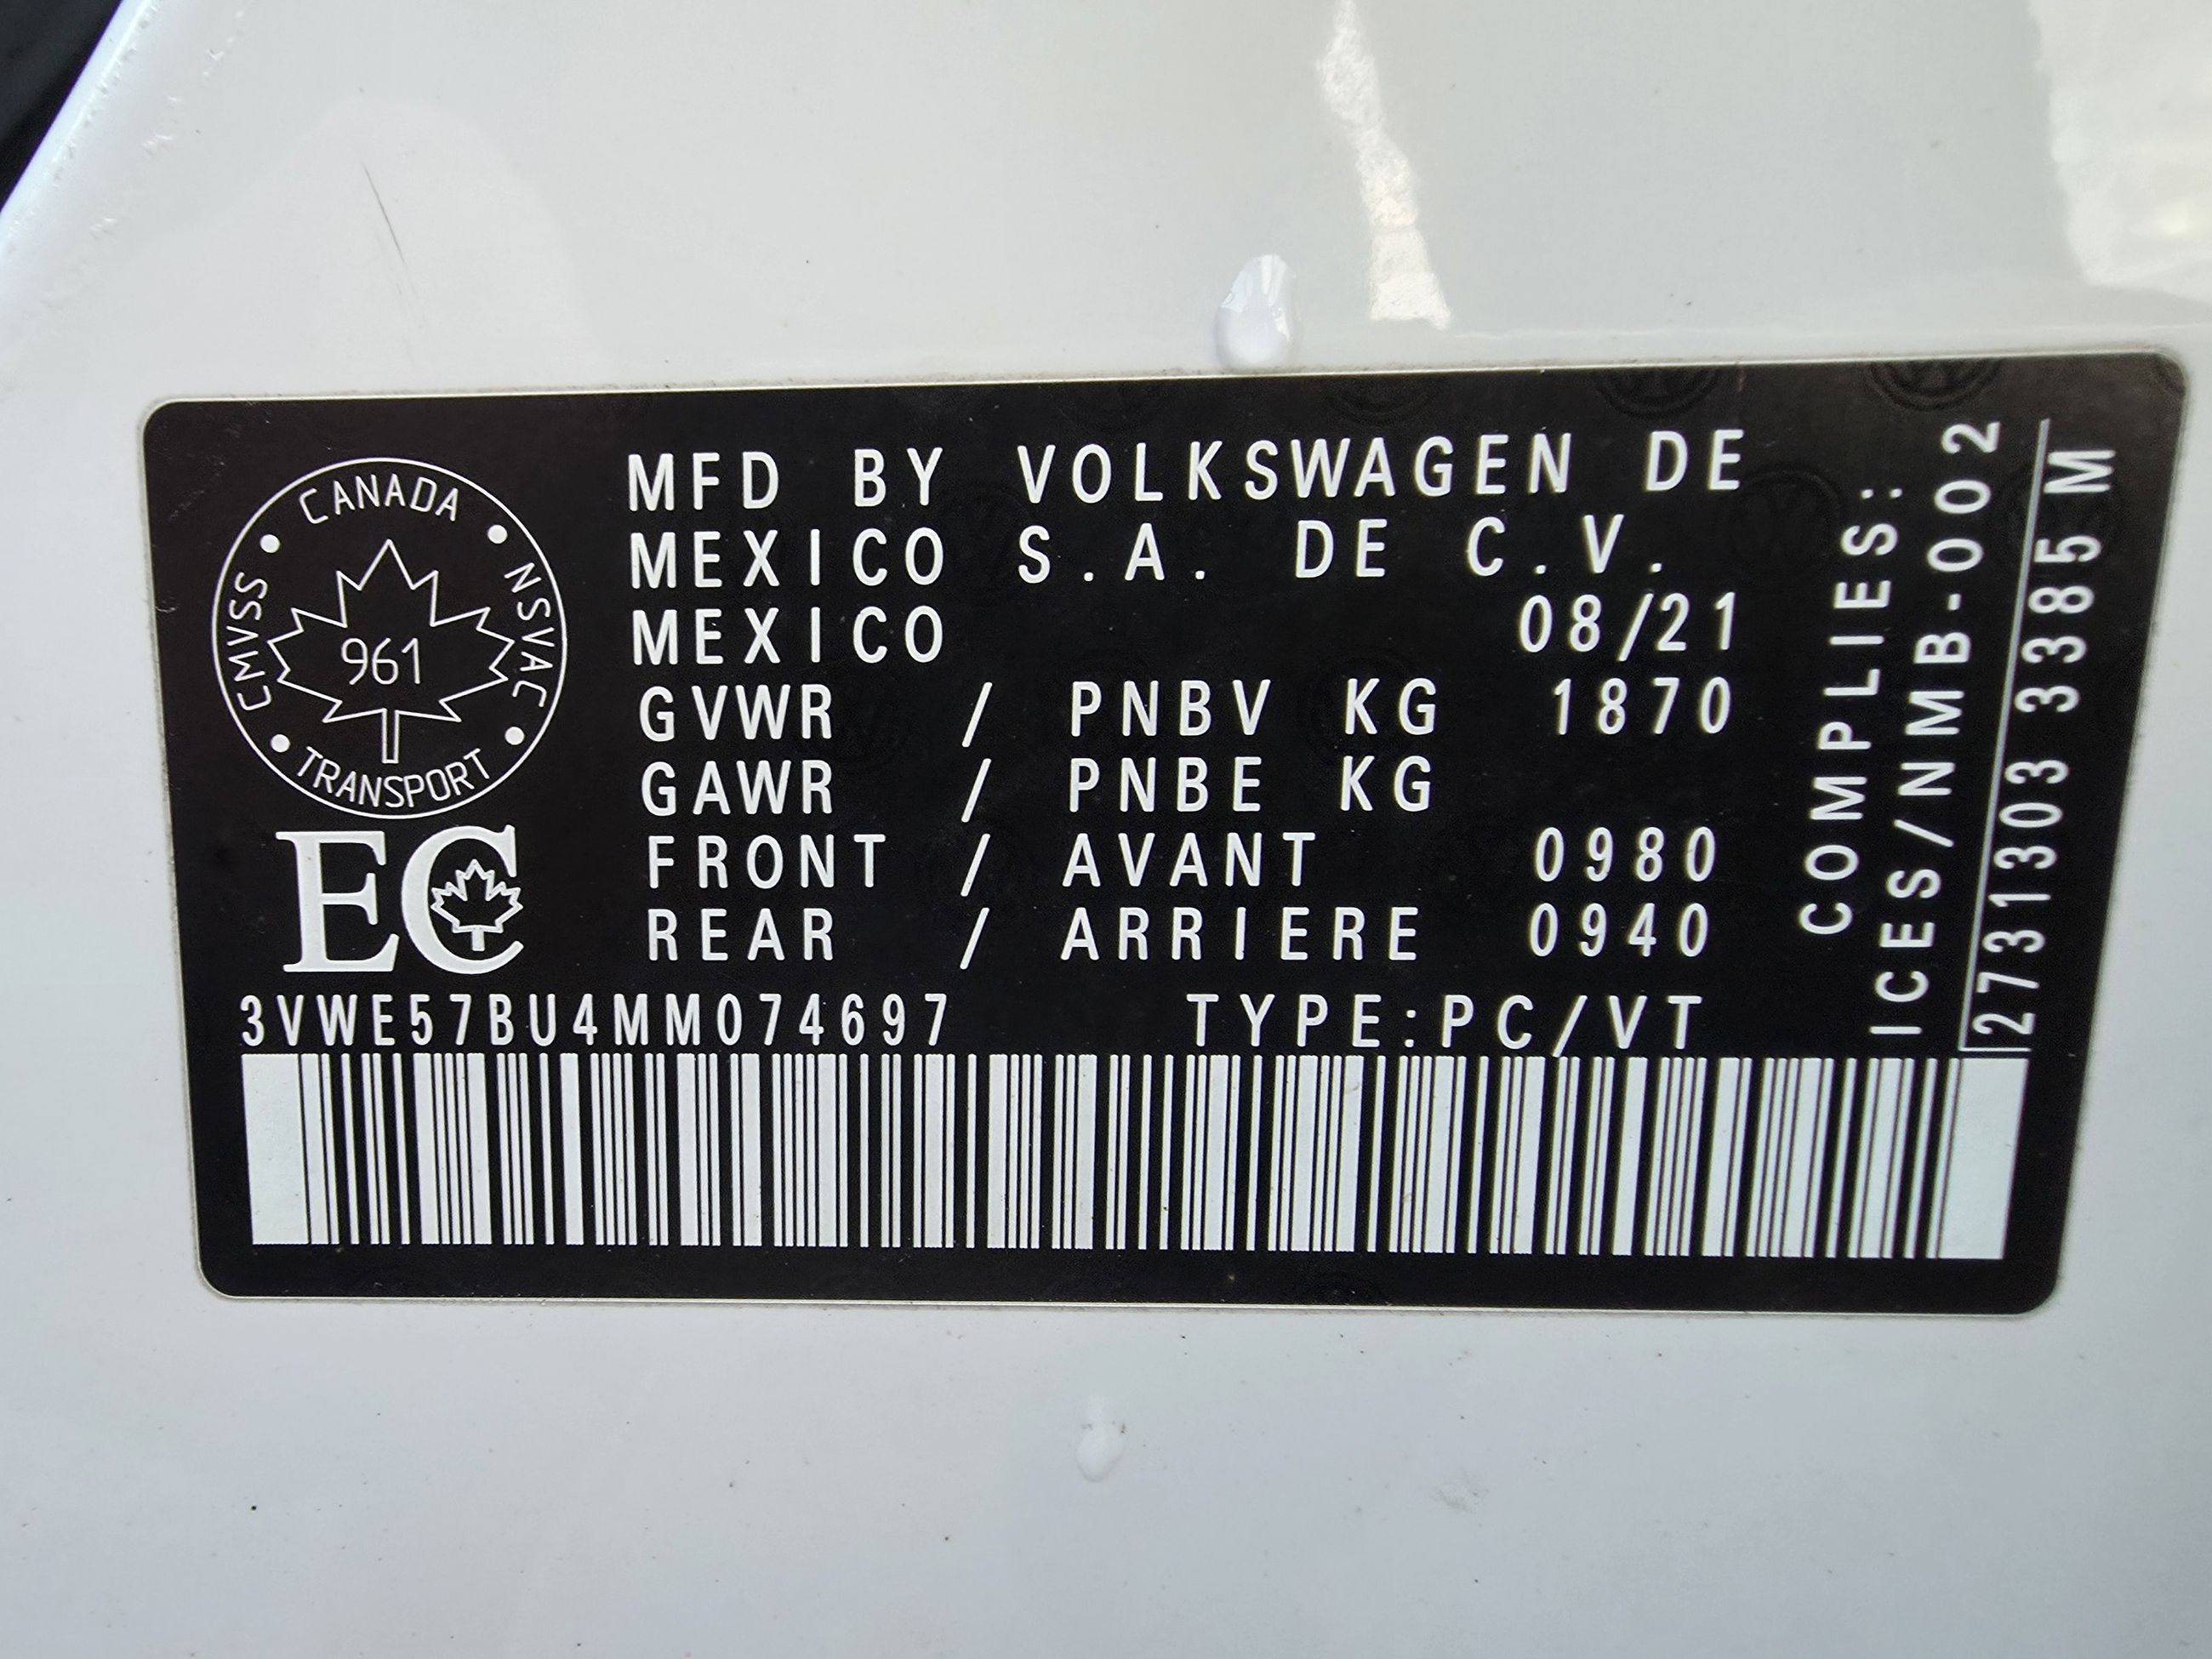 CANADA
NSVAC
CMVSS
961
TRANSPORT
EC
MFD BY VOLKSWAGEN DE
MEXICO S.A. DE C.V.
MEXICO 08/21
GVWR / PNBV KG 1870
GAWR / PNBE KG
FRONT / AVANT 0980
REAR / ARRIERE 0940
3VWE57BU4MM074697 TYPE:PC/VT
COMPLIES:
ICES/NMB-002
2731303 3385 M